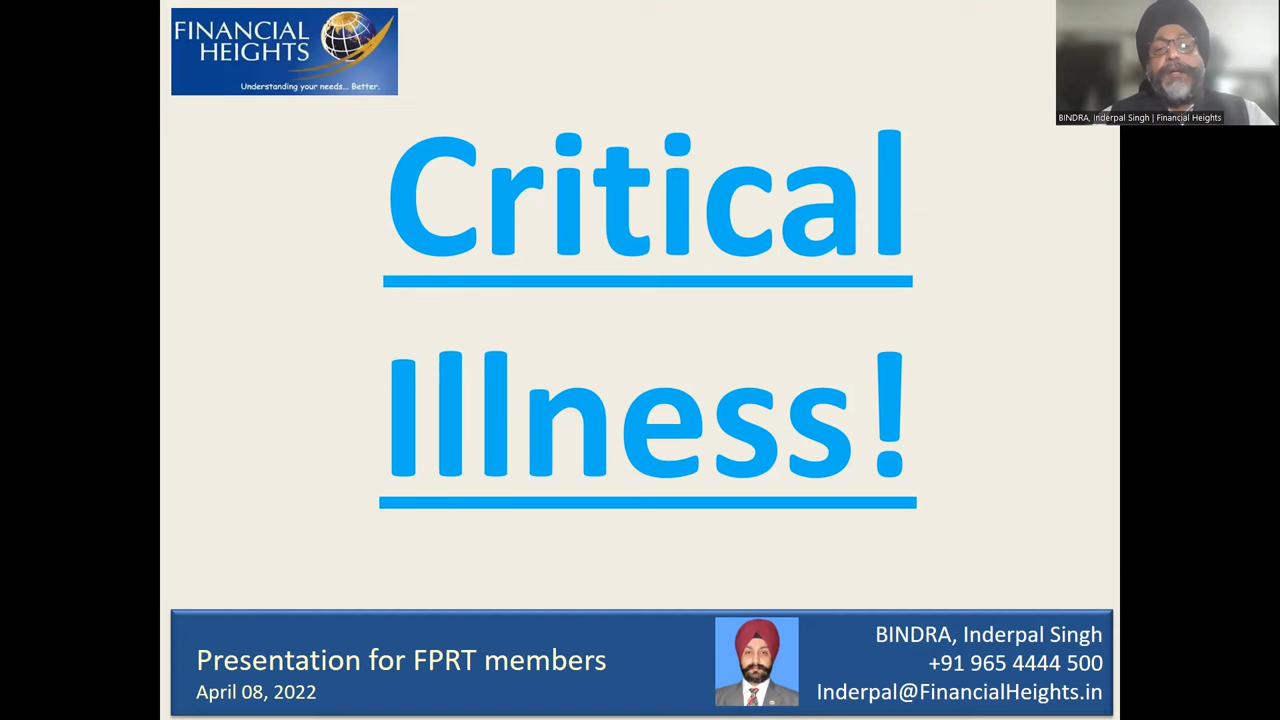 FINANCIAL
HEIGHTS
Understanding your needs... Better.
BINDRA, Inderpal Singh | Financial Heights
Critical
Illness!
Presentation for FPRT members
April 08, 2022
BINDRA, Inderpal Singh
+91 965 4444 500
Inderpal@FinancialHeights.in